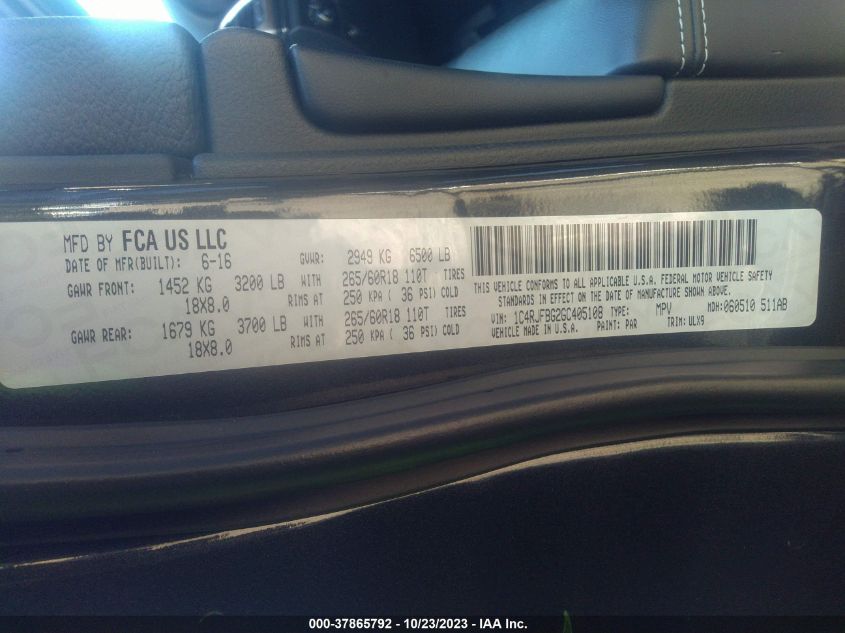 MFD BY FCA US LLC
DATE OF MFR(BUILT): 6-16 GVWR: 2949 KG 6500 LB
GAWR FRONT: 1452 KG 3200 LB WITH 265/60R18 110T TIRES
18X8.0 RIMS AT 250 KPA ( 36 PSI) COLD
GAWR REAR: 1679 KG 3700 LB WITH 265/60R18 110T TIRES
18X8.0 RIMS AT 250 KPA ( 36 PSI) COLD
THIS VEHICLE CONFORMS TO ALL APPLICABLE U.S.A. FEDERAL MOTOR VEHICLE SAFETY
STANDARDS IN EFFECT ON THE DATE OF MANUFACTURE SHOWN ABOVE.
VIN: 1C4RJFBG2GC405108 TYPE: MPV MDH: 060510 511AB
VEHICLE MADE IN U.S.A. PAINT: PAR TRIM: ULX9
000-37865792 - 10/23/2023 - IAA Inc.